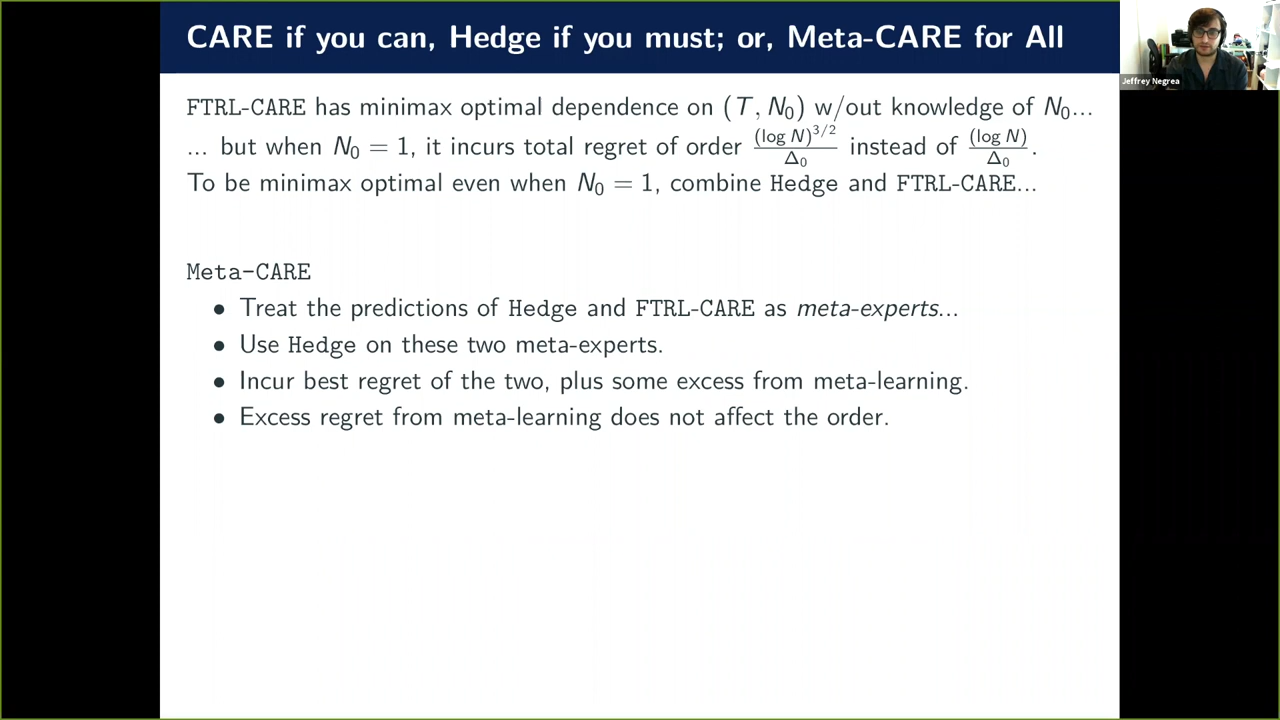 CARE if you can, Hedge if you must; or, Meta-CARE for All
Jeffrey Negrea
FTRL-CARE has minimax optimal dependence on (T, N₀) w/out knowledge of N₀...
... but when N₀ = 1, it incurs total regret of order (log N)^{3/2}/Δ₀ instead of (log N)/Δ₀.
To be minimax optimal even when N₀ = 1, combine Hedge and FTRL-CARE...
Meta-CARE
• Treat the predictions of Hedge and FTRL-CARE as meta-experts...
• Use Hedge on these two meta-experts.
• Incur best regret of the two, plus some excess from meta-learning.
• Excess regret from meta-learning does not affect the order.